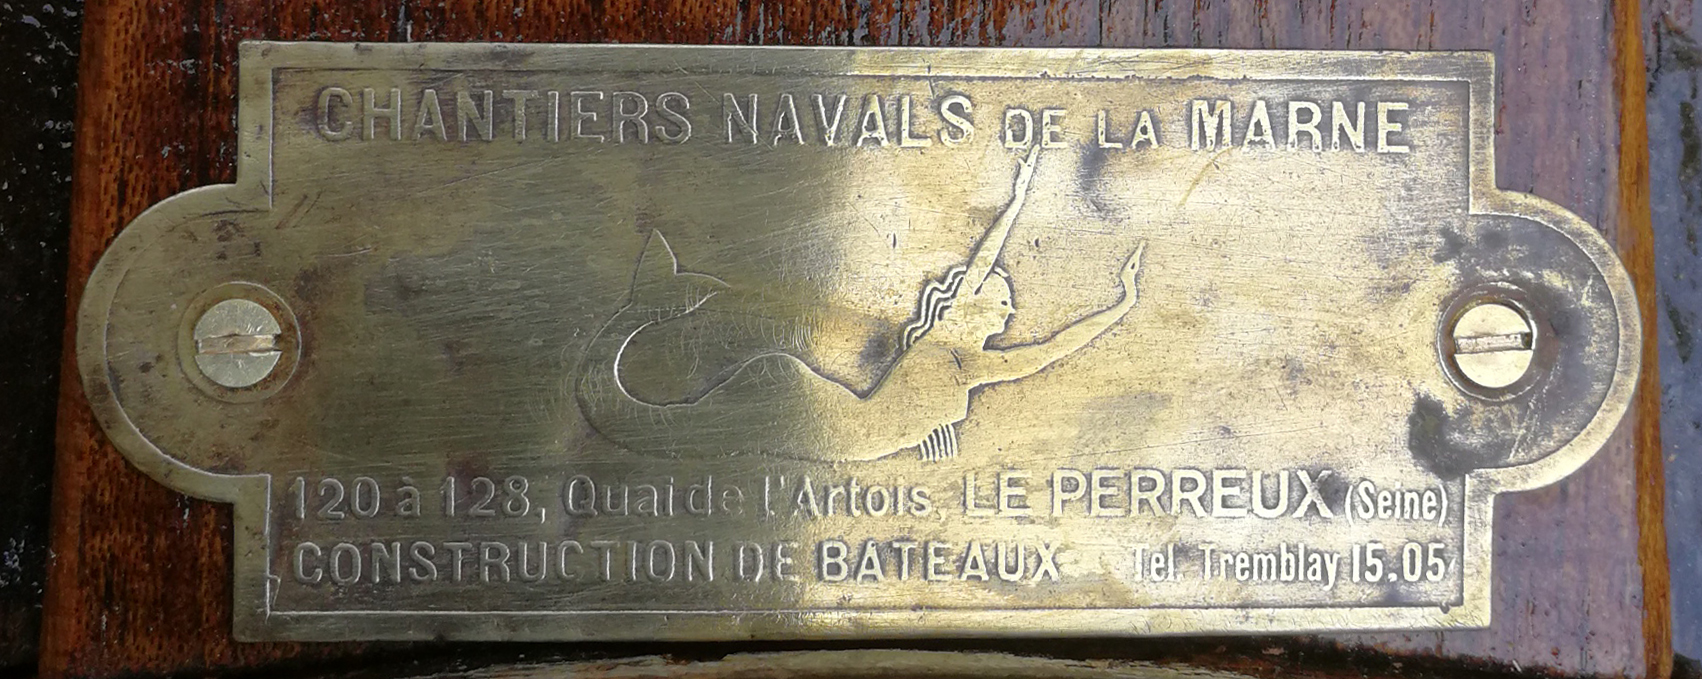 CHANTIERS NAVALS DE LA MARNE
120 à 128, Quai de l'Artois, LE PERREUX (Seine)
CONSTRUCTION DE BATEAUX Tel. Tremblay 15.05